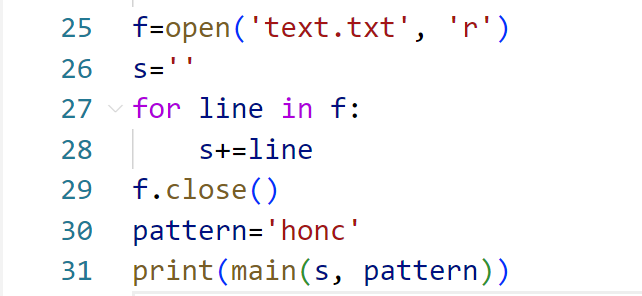 25 f=open('text.txt', 'r')
26 s=''
27 for line in f:
28     s+=line
29 f.close()
30 pattern='honc'
31 print(main(s, pattern))